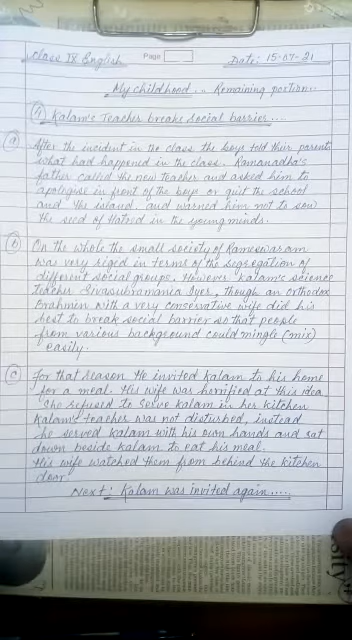 Class IX English Page Date: 15-07-21
My childhood... Remaining portion...
Kalam's Teacher breaks social barrier....
a After the incident in the class the boys told their parents
what had happened in the class. Ramanadha's
father called the new teacher and asked him to
apologise in front of the boys or quit the school
and the island. and warned him not to sow
the seed of Hatred in the young minds.
b On the whole the small society of Rameswaram
was very riged in terms of the segregation of
different social groups. However Kalam's science
teacher Sivasubramania Iyer, though an orthodox
Brahmin with a very conservative wife did his
best to break social barrier so that people
from various background could mingle (mix)
easily.
c For that reason He invited Kalam to his home
for a meal. His wife was horrified at this idea
She refused to serve Kalam in her kitchen
Kalam's teacher was not disturbed, instead
he served Kalam with his own hands and sat
down beside Kalam to eat his meal.
His wife watched them from behind the kitchen
door
Next: Kalam was invited again.....